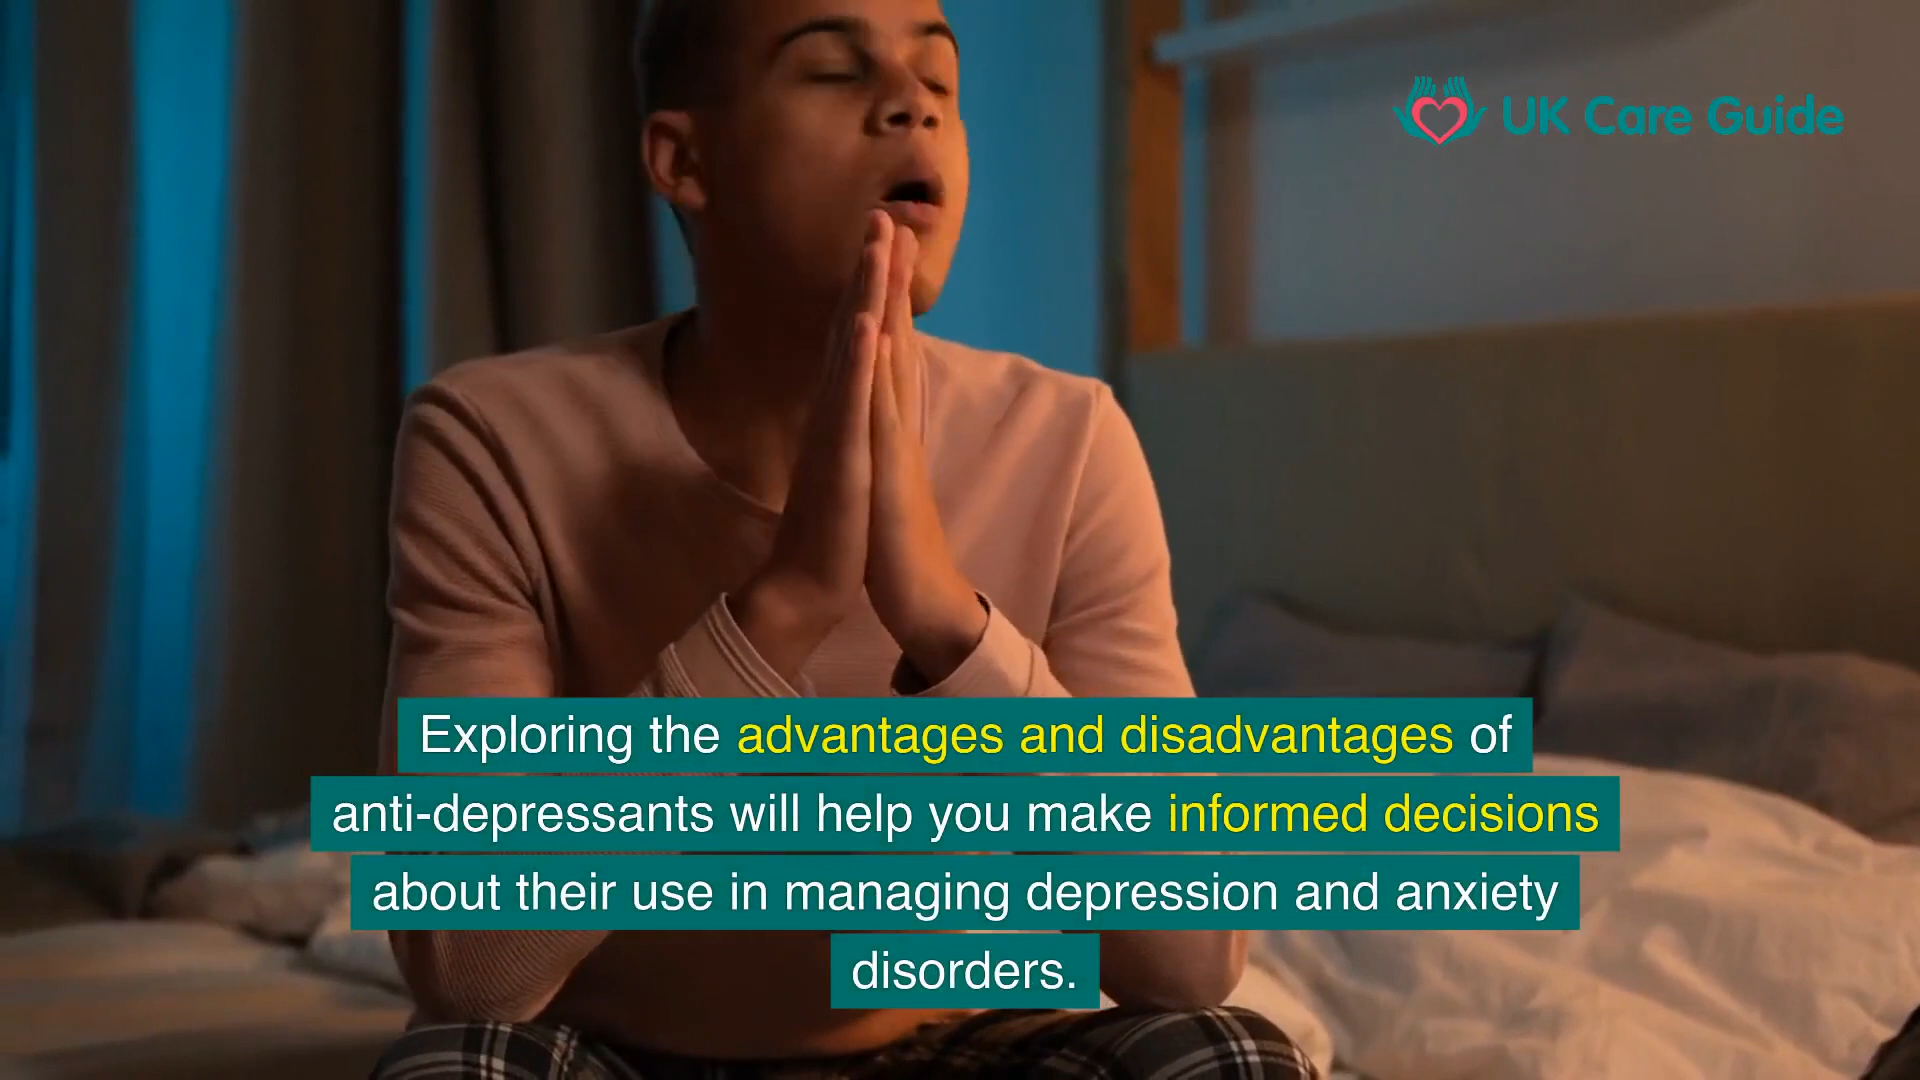 UK Care Guide
Exploring the advantages and disadvantages of
anti-depressants will help you make informed decisions
about their use in managing depression and anxiety
disorders.